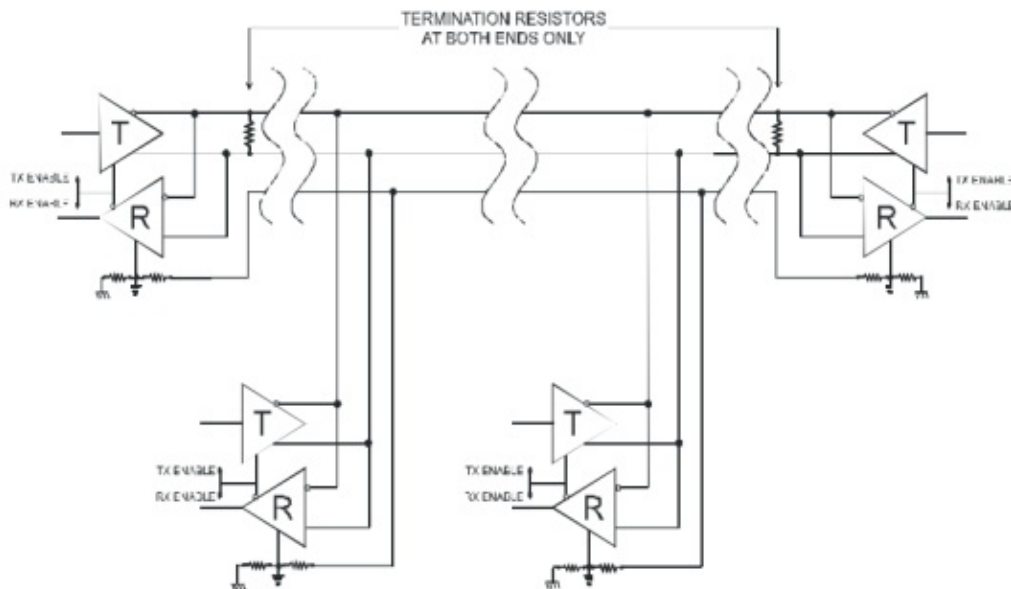 TERMINATION RESISTORS
AT BOTH ENDS ONLY
T
T
TX ENABLE
RX ENABLE
R
R
TX ENABLE
RX ENABLE
T
T
TX ENABLE
RX ENABLE
R
TX ENABLE
RX ENABLE
R